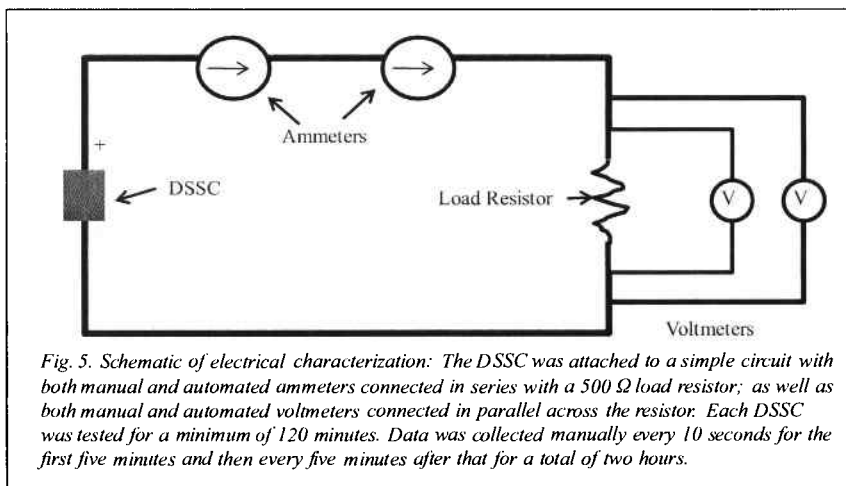 Ammeters
+
DSSC
Load Resistor
V
V
Voltmeters
Fig. 5. Schematic of electrical characterization: The DSSC was attached to a simple circuit with
both manual and automated ammeters connected in series with a 500 Ω load resistor; as well as
both manual and automated voltmeters connected in parallel across the resistor. Each DSSC
was tested for a minimum of 120 minutes. Data was collected manually every 10 seconds for the
first five minutes and then every five minutes after that for a total of two hours.